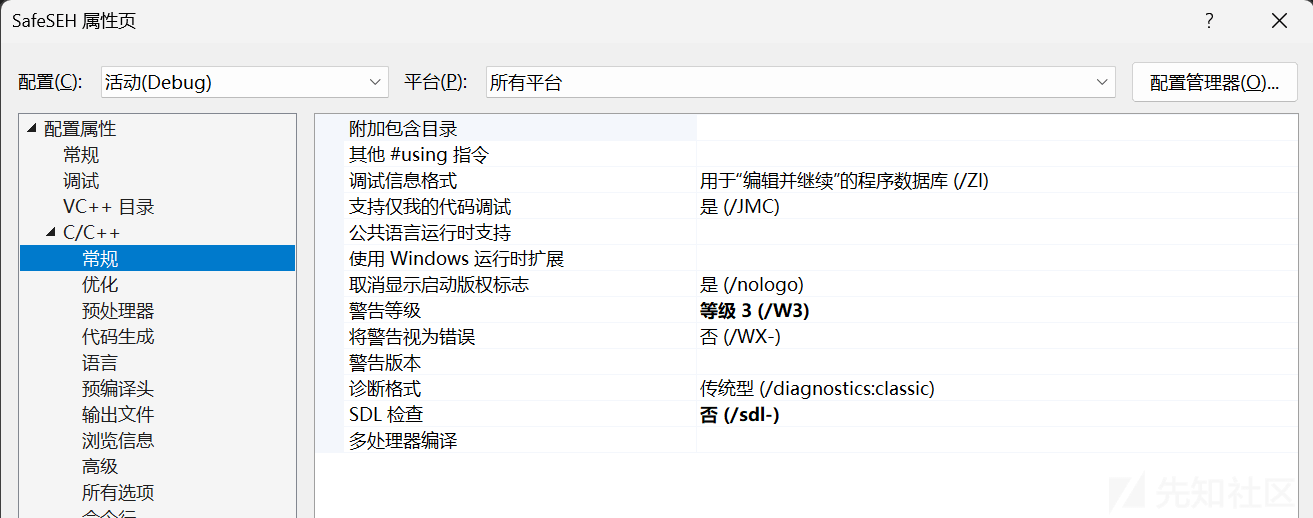 SafeSEH 属性页
配置(C): 活动(Debug) 平台(P): 所有平台 配置管理器(O)...
配置属性
常规
调试
VC++ 目录
C/C++
常规
优化
预处理器
代码生成
语言
预编译头
输出文件
浏览信息
高级
所有选项
命令行
附加包含目录
其他 #using 指令
调试信息格式 用于“编辑并继续”的程序数据库 (/ZI)
支持仅我的代码调试 是 (/JMC)
公共语言运行时支持
使用 Windows 运行时扩展
取消显示启动版权标志 是 (/nologo)
警告等级 等级 3 (/W3)
将警告视为错误 否 (/WX-)
警告版本
诊断格式 传统型 (/diagnostics:classic)
SDL 检查 否 (/sdl-)
多处理器编译
先知社区